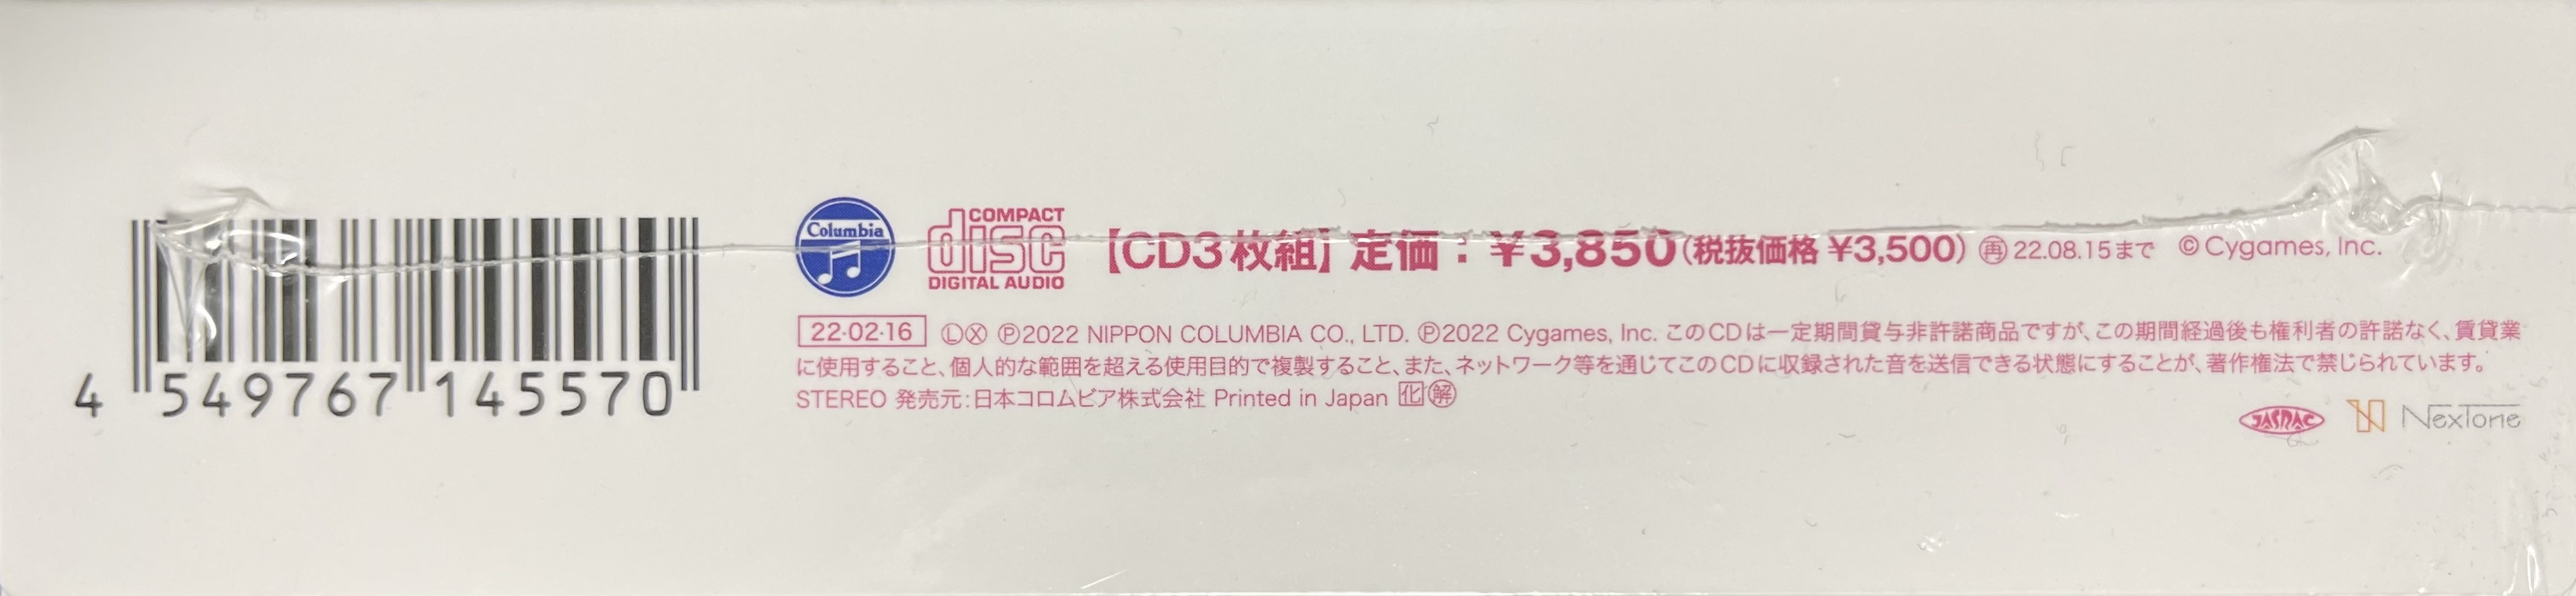 4 549767 145570
Columbia
COMPACT
disc
DIGITAL AUDIO
【CD3枚組】 定価：￥3,850(税抜価格 ¥3,500) ㊢22.08.15まで ©Cygames, Inc.
22・02・16 ⓁⓍ Ⓟ2022 NIPPON COLUMBIA CO., LTD. Ⓟ2022 Cygames, Inc. このCDは一定期間貸与非許諾商品ですが、この期間経過後も権利者の許諾なく、賃貸業
に使用すること、個人的な範囲を超える使用目的で複製すること、また、ネットワーク等を通じてこのCDに収録された音を送信できる状態にすることが、著作権法で禁じられています。
STEREO 発売元：日本コロムビア株式会社 Printed in Japan 化 解
JASRAC NexTone